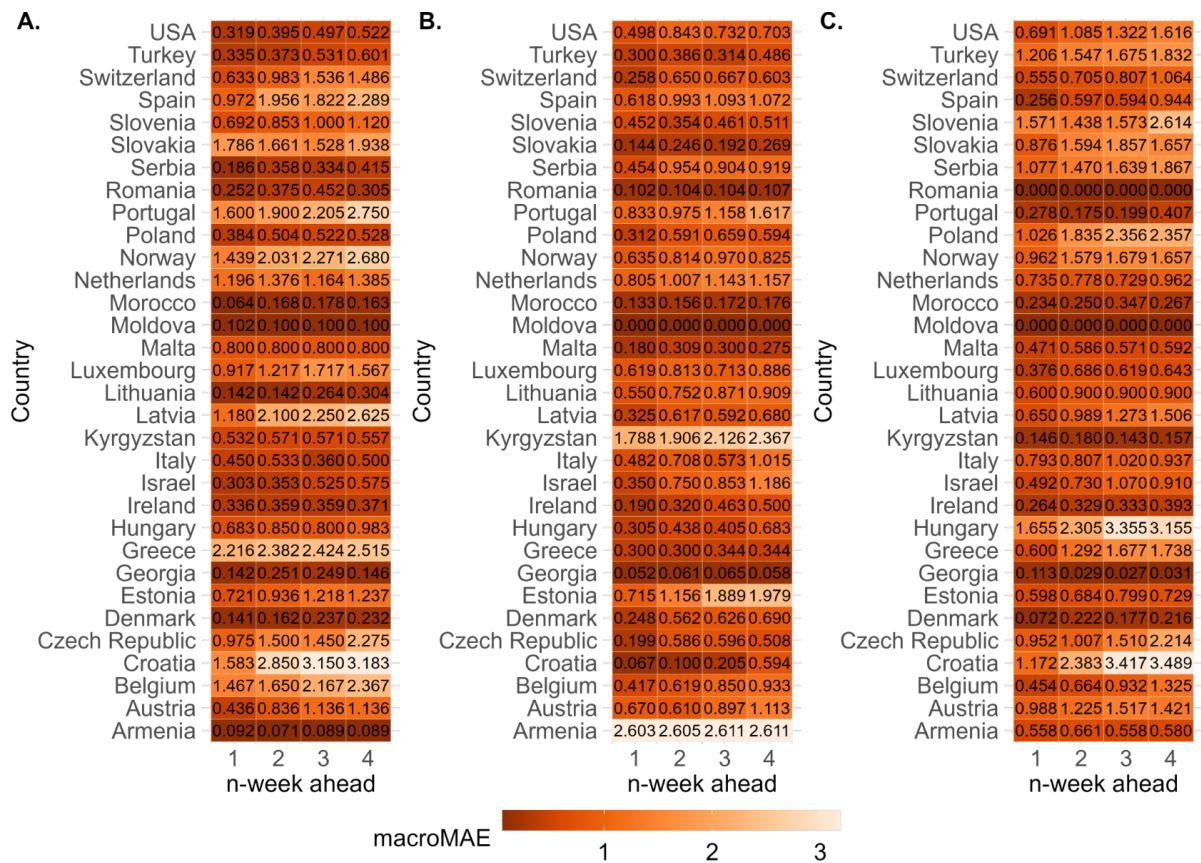 A. B. C.
USA 0.319 0.395 0.497 0.522 USA 0.498 0.843 0.732 0.703 USA 0.691 1.085 1.322 1.616
Turkey 0.335 0.373 0.531 0.601 Turkey 0.300 0.386 0.314 0.486 Turkey 1.206 1.547 1.675 1.832
Switzerland 0.633 0.983 1.536 1.486 Switzerland 0.258 0.650 0.667 0.603 Switzerland 0.555 0.705 0.807 1.064
Spain 0.972 1.956 1.822 2.289 Spain 0.618 0.993 1.093 1.072 Spain 0.256 0.597 0.594 0.944
Slovenia 0.692 0.853 1.000 1.120 Slovenia 0.452 0.354 0.461 0.511 Slovenia 1.571 1.438 1.573 2.614
Slovakia 1.786 1.661 1.528 1.938 Slovakia 0.144 0.246 0.192 0.269 Slovakia 0.876 1.594 1.857 1.657
Serbia 0.186 0.358 0.334 0.415 Serbia 0.454 0.954 0.904 0.919 Serbia 1.077 1.470 1.639 1.867
Romania 0.252 0.375 0.452 0.305 Romania 0.102 0.104 0.104 0.107 Romania 0.000 0.000 0.000 0.000
Portugal 1.600 1.900 2.205 2.750 Portugal 0.833 0.975 1.158 1.617 Portugal 0.278 0.175 0.199 0.407
Poland 0.384 0.504 0.522 0.528 Poland 0.312 0.591 0.659 0.594 Poland 1.026 1.835 2.356 2.357
Norway 1.439 2.031 2.271 2.680 Norway 0.635 0.814 0.970 0.825 Norway 0.962 1.579 1.679 1.657
Netherlands 1.196 1.376 1.164 1.385 Netherlands 0.805 1.007 1.143 1.157 Netherlands 0.735 0.778 0.729 0.962
Morocco 0.064 0.168 0.178 0.163 Morocco 0.133 0.156 0.172 0.176 Morocco 0.234 0.250 0.347 0.267
Moldova 0.102 0.100 0.100 0.100 Moldova 0.000 0.000 0.000 0.000 Moldova 0.000 0.000 0.000 0.000
Malta 0.800 0.800 0.800 0.800 Malta 0.180 0.309 0.300 0.275 Malta 0.471 0.586 0.571 0.592
Luxembourg 0.917 1.217 1.717 1.567 Luxembourg 0.619 0.813 0.713 0.886 Luxembourg 0.376 0.686 0.619 0.643
Lithuania 0.142 0.142 0.264 0.304 Lithuania 0.550 0.752 0.871 0.909 Lithuania 0.600 0.900 0.900 0.900
Latvia 1.180 2.100 2.250 2.625 Latvia 0.325 0.617 0.592 0.680 Latvia 0.650 0.989 1.273 1.506
Kyrgyzstan 0.532 0.571 0.571 0.557 Kyrgyzstan 1.788 1.906 2.126 2.367 Kyrgyzstan 0.146 0.180 0.143 0.157
Italy 0.450 0.533 0.360 0.500 Italy 0.482 0.708 0.573 1.015 Italy 0.793 0.807 1.020 0.937
Israel 0.303 0.353 0.525 0.575 Israel 0.350 0.750 0.853 1.186 Israel 0.492 0.730 1.070 0.910
Ireland 0.336 0.359 0.359 0.371 Ireland 0.190 0.320 0.463 0.500 Ireland 0.264 0.329 0.333 0.393
Hungary 0.683 0.850 0.800 0.983 Hungary 0.305 0.438 0.405 0.683 Hungary 1.655 2.305 3.355 3.155
Greece 2.216 2.382 2.424 2.515 Greece 0.300 0.300 0.344 0.344 Greece 0.600 1.292 1.677 1.738
Georgia 0.142 0.251 0.249 0.146 Georgia 0.052 0.061 0.065 0.058 Georgia 0.113 0.029 0.027 0.031
Estonia 0.721 0.936 1.218 1.237 Estonia 0.715 1.156 1.889 1.979 Estonia 0.598 0.684 0.799 0.729
Denmark 0.141 0.162 0.237 0.232 Denmark 0.248 0.562 0.626 0.690 Denmark 0.072 0.222 0.177 0.216
Czech Republic 0.975 1.500 1.450 2.275 Czech Republic 0.199 0.586 0.596 0.508 Czech Republic 0.952 1.007 1.510 2.214
Croatia 1.583 2.850 3.150 3.183 Croatia 0.067 0.100 0.205 0.594 Croatia 1.172 2.383 3.417 3.489
Belgium 1.467 1.650 2.167 2.367 Belgium 0.417 0.619 0.850 0.933 Belgium 0.454 0.664 0.932 1.325
Austria 0.436 0.836 1.136 1.136 Austria 0.670 0.610 0.897 1.113 Austria 0.988 1.225 1.517 1.421
Armenia 0.092 0.071 0.089 0.089 Armenia 2.603 2.605 2.611 2.611 Armenia 0.558 0.661 0.558 0.580
Country Country Country
1 2 3 4 1 2 3 4 1 2 3 4
n-week ahead n-week ahead n-week ahead
macroMAE
1 2 3